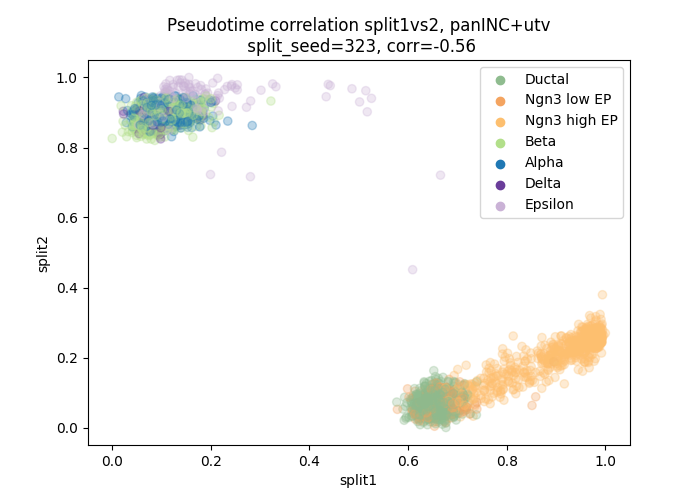 Pseudotime correlation split1vs2, panINC+utv
split_seed=323, corr=-0.56
Ductal
Ngn3 low EP
Ngn3 high EP
Beta
Alpha
Delta
Epsilon
split2
1.0
0.8
0.6
0.4
0.2
0.0
0.0 0.2 0.4 0.6 0.8 1.0
split1